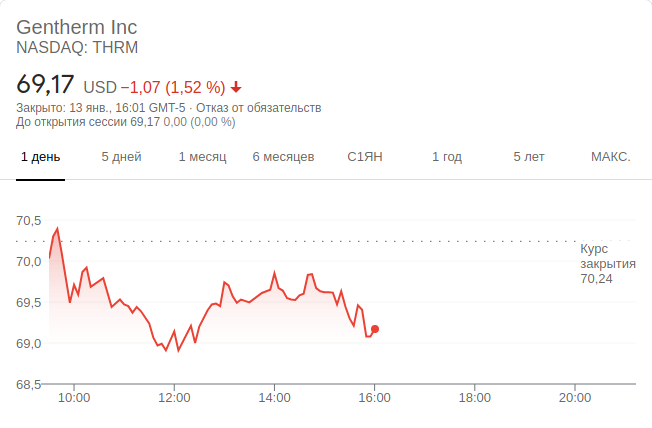 Gentherm Inc
NASDAQ: THRM
69,17 USD −1,07 (1,52 %)
Закрыто: 13 янв., 16:01 GMT-5 · Отказ от обязательств
До открытия сессии 69,17 0,00 (0,00 %)
1 день 5 дней 1 месяц 6 месяцев С1ЯН 1 год 5 лет МАКС.
70,5
Курс
закрытия
70,24
70,0
69,5
69,0
68,5
10:00 12:00 14:00 16:00 18:00 20:00